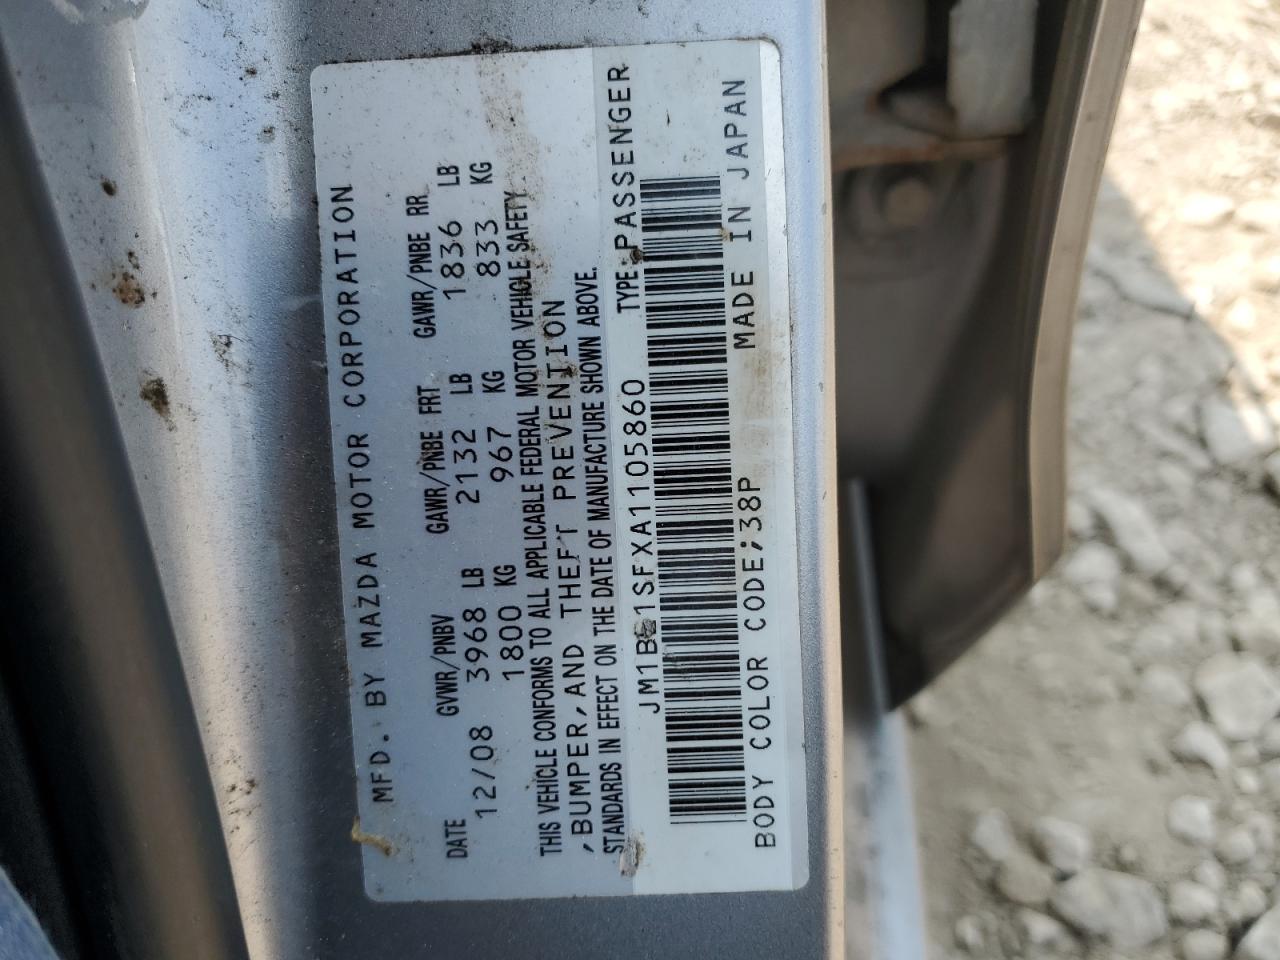 MFD. BY MAZDA MOTOR CORPORATION
DATE GVWR/PNBV GAWR/PNBE FRT GAWR/PNBE RR
12/08 3968 LB 2132 LB 1836 LB
1800 KG 967 KG 833 KG
THIS VEHICLE CONFORMS TO ALL APPLICABLE FEDERAL MOTOR VEHICLE SAFETY
,BUMPER, AND THEFT PREVENTION
STANDARDS IN EFFECT ON THE DATE OF MANUFACTURE SHOWN ABOVE.
TYPE:PASSENGER
MADE IN JAPAN
BODY COLOR CODE;38P